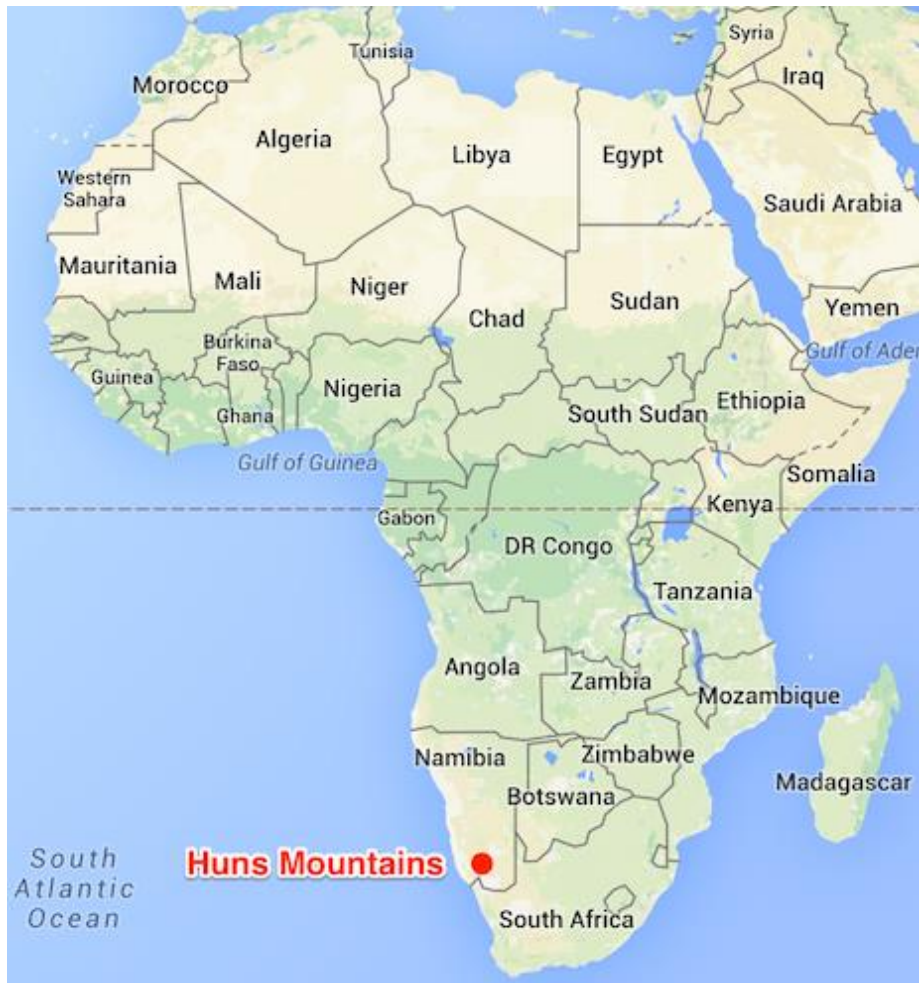 Syria
Tunisia
Morocco
Iraq
Algeria
Libya
Egypt
Western
Sahara
Saudi Arabia
Mauritania
Mali
Niger
Chad
Sudan
Yemen
Burkina
Faso
Gulf of Aden
Guinea
Nigeria
Ghana
South Sudan
Ethiopia
Gulf of Guinea
Somalia
Gabon
Kenya
DR Congo
Tanzania
Angola
Zambia
Mozambique
Namibia
Zimbabwe
Botswana
Madagascar
South
Atlantic
Ocean
Huns Mountains
South Africa